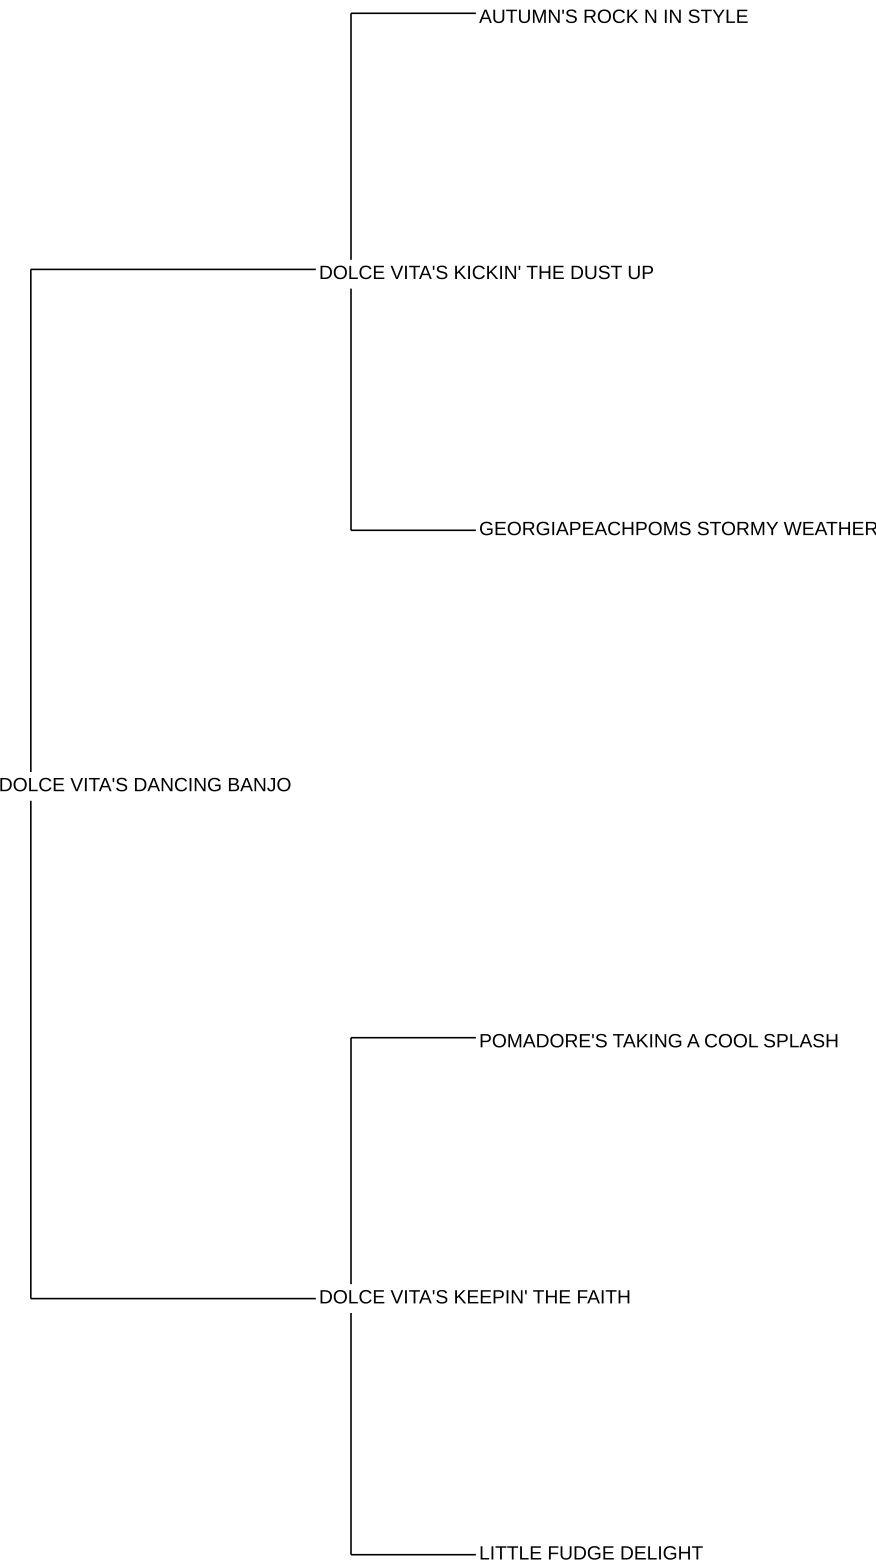 AUTUMN'S ROCK N IN STYLE
DOLCE VITA'S KICKIN' THE DUST UP
GEORGIAPEACHPOMS STORMY WEATHER
DOLCE VITA'S DANCING BANJO
POMADORE'S TAKING A COOL SPLASH
DOLCE VITA'S KEEPIN' THE FAITH
LITTLE FUDGE DELIGHT